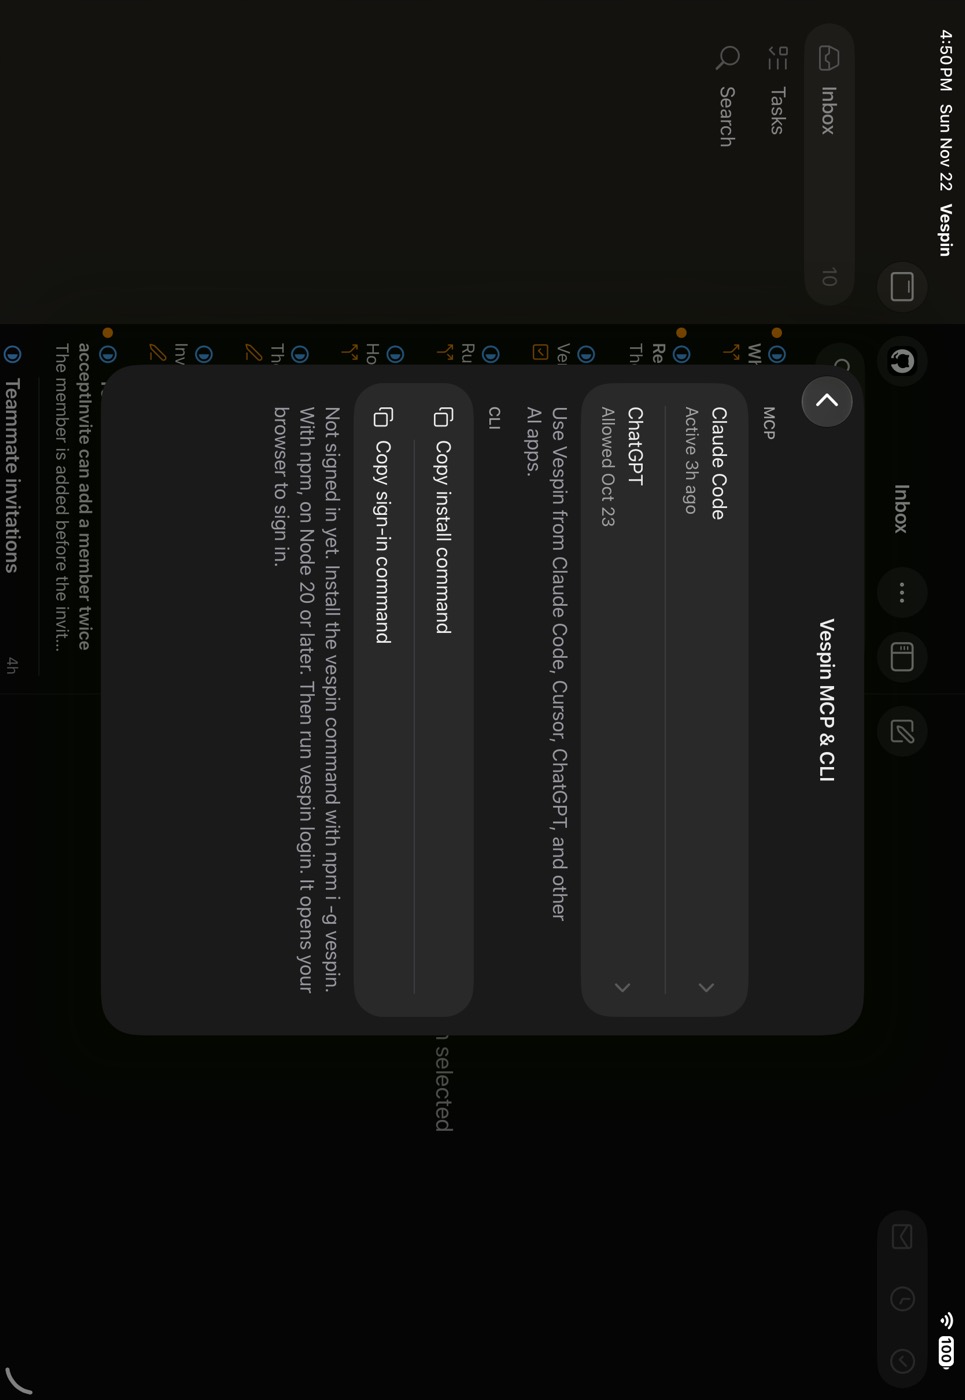 4:50 PM Sun Nov 22 Vespin
100
Inbox
Inbox 10
Tasks
Search
Vespin MCP & CLI
MCP
Claude Code
Active 3h ago
ChatGPT
Allowed Oct 23
Use Vespin from Claude Code, Cursor, ChatGPT, and other
AI apps.
CLI
Copy install command
Copy sign-in command
Not signed in yet. Install the vespin command with npm i -g vespin.
With npm, on Node 20 or later. Then run vespin login. It opens your
browser to sign in.
selected
acceptInvite can add a member twice
The member is added before the invit...
Teammate invitations 4h